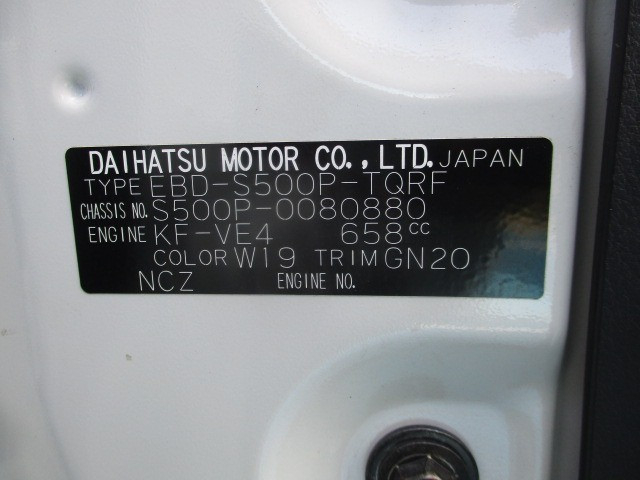 DAIHATSU MOTOR CO., LTD. JAPAN
TYPE EBD-S500P-TQRF
CHASSIS NO. S500P-0080880
ENGINE KF-VE4 658cc
COLOR W19 TRIM GN20
NCZ ENGINE NO.